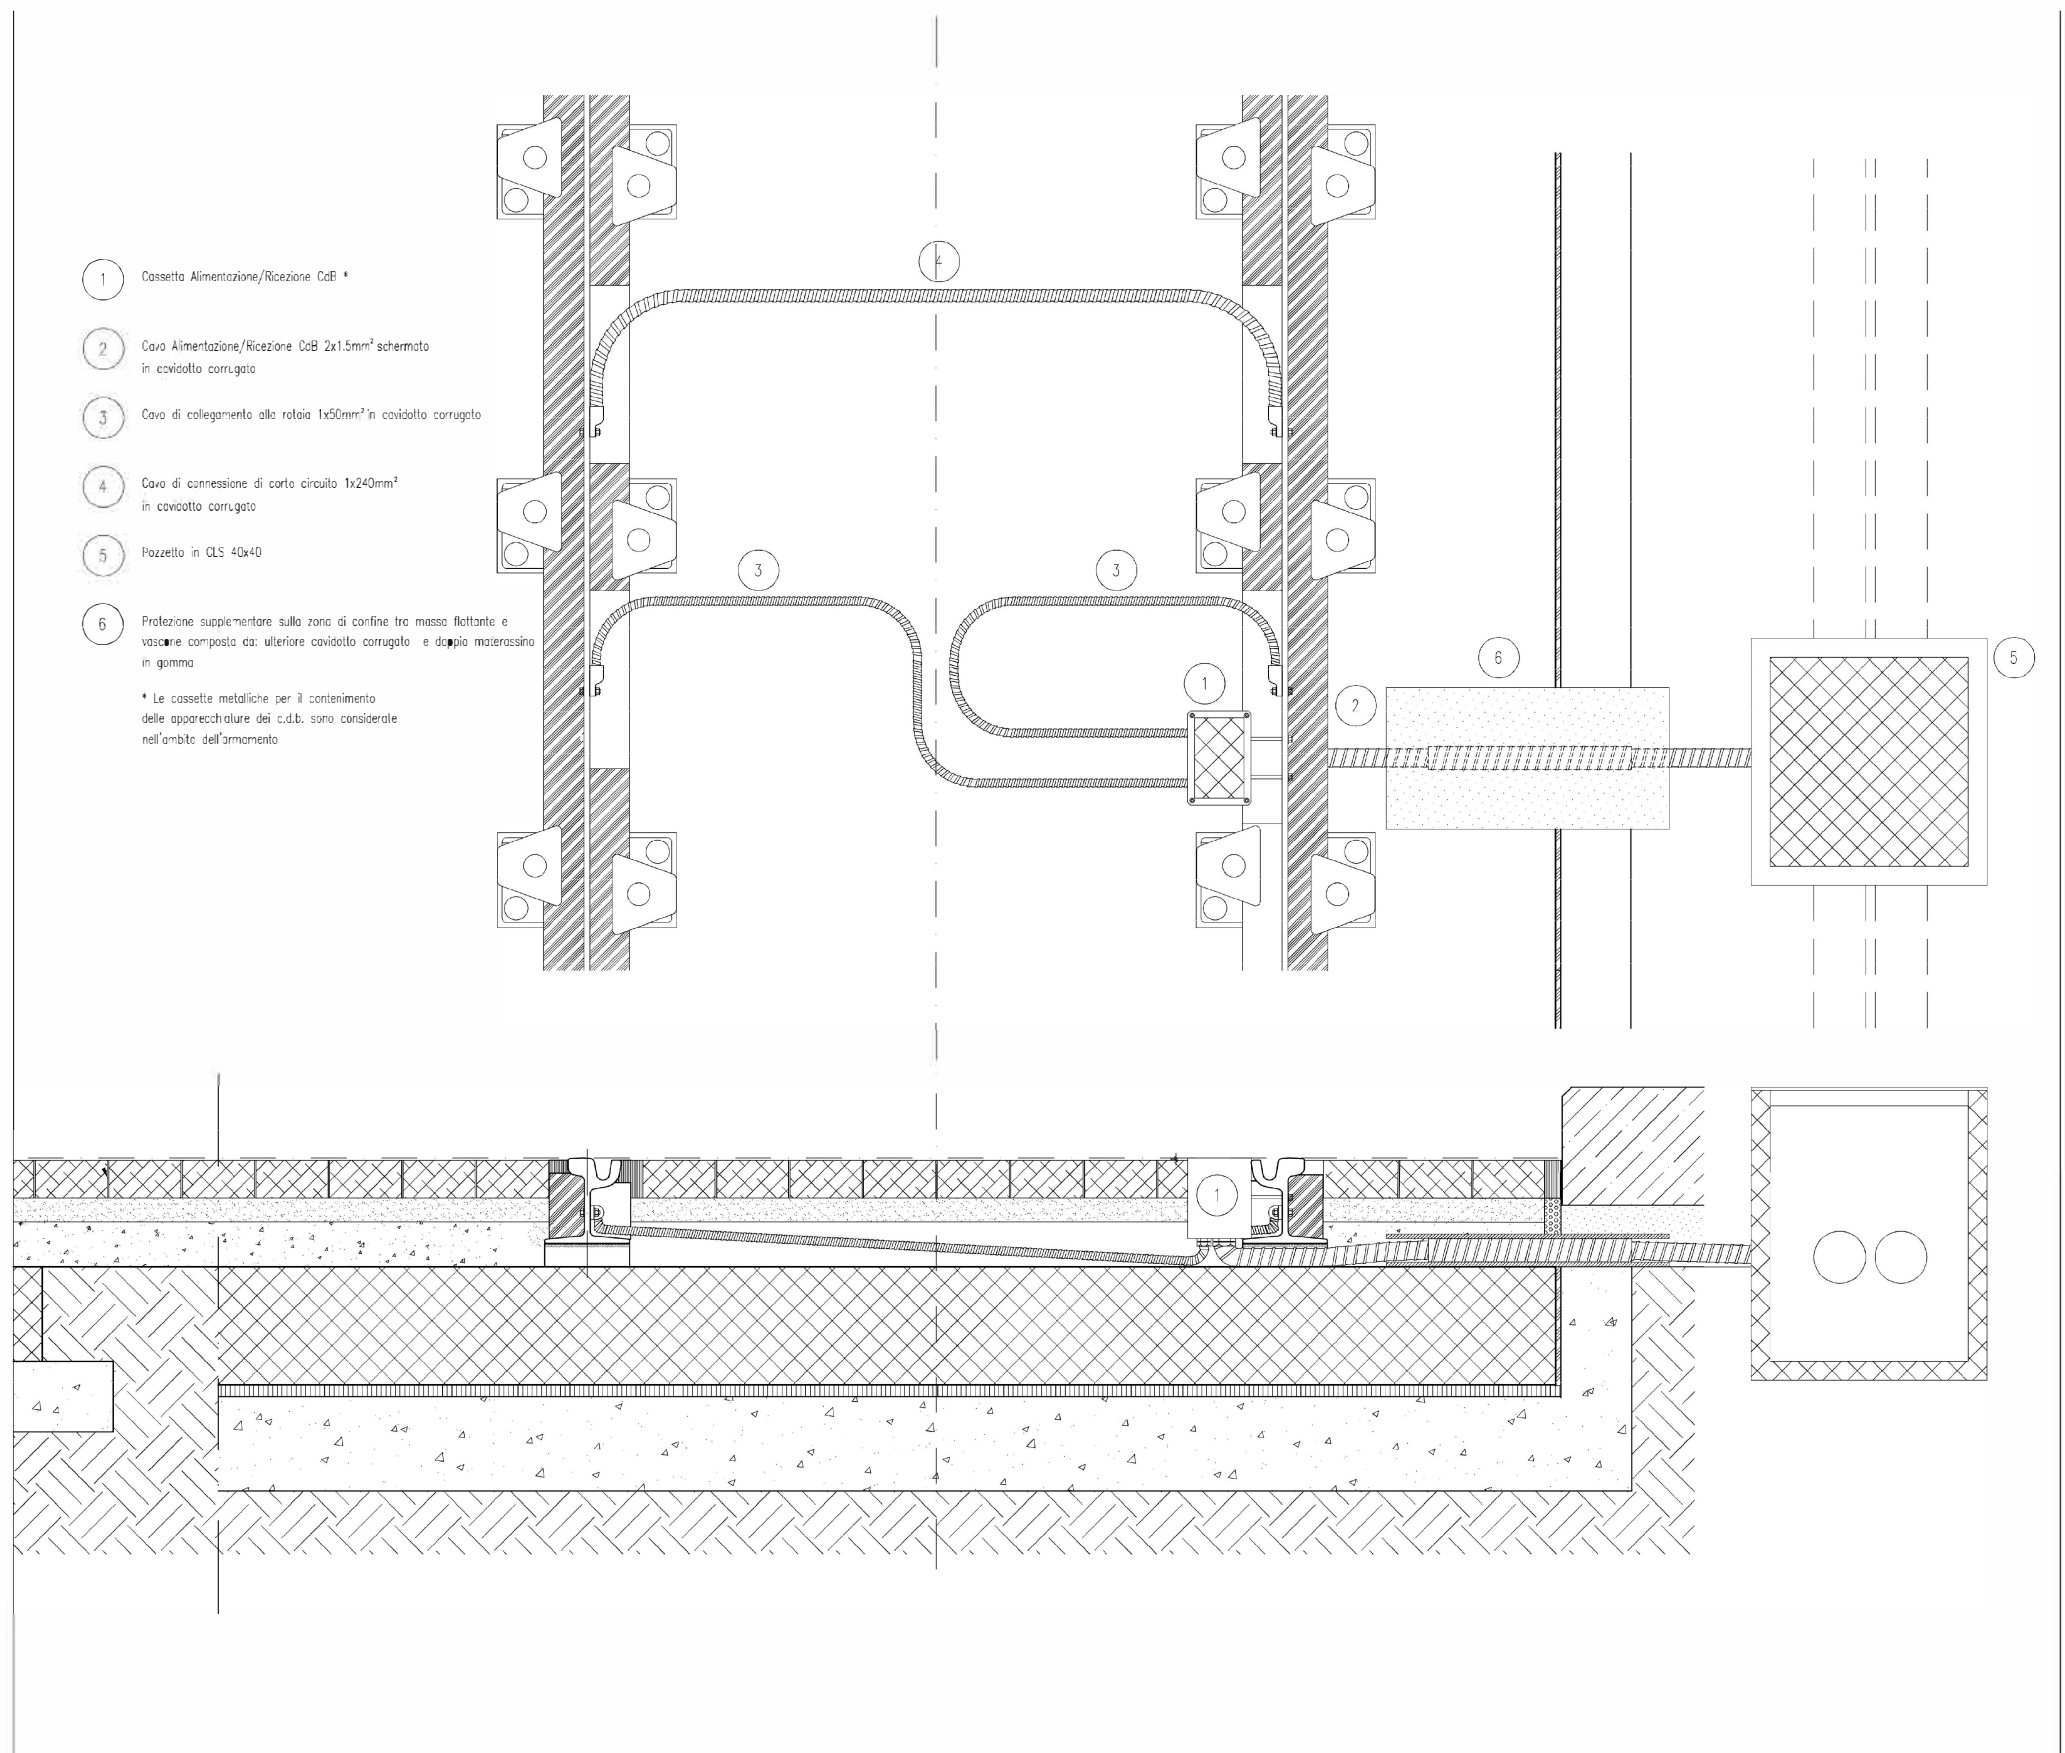 1 Cassetta Alimentazione/Ricezione CdB *
2 Cavo Alimentazione/Ricezione CdB 2x1.5mm² schermato
in cavidotto corrugato
3 Cavo di collegamento alla rotaia 1x50mm² in cavidotto corrugato
4 Cavo di connessione di corto circuito 1x240mm²
in cavidotto corrugato
5 Pozzetto in CLS 40x40
6 Protezione supplementare sulla zona di confine tra massa flottante e
vascone composta da: ulteriore cavidotto corrugato e doppio materassino
in gomma
* Le cassette metalliche per il contenimento
delle apparecchiature dei c.d.b. sono considerate
nell'ambito dell'armamento
4
3
3
6
5
1
2
1